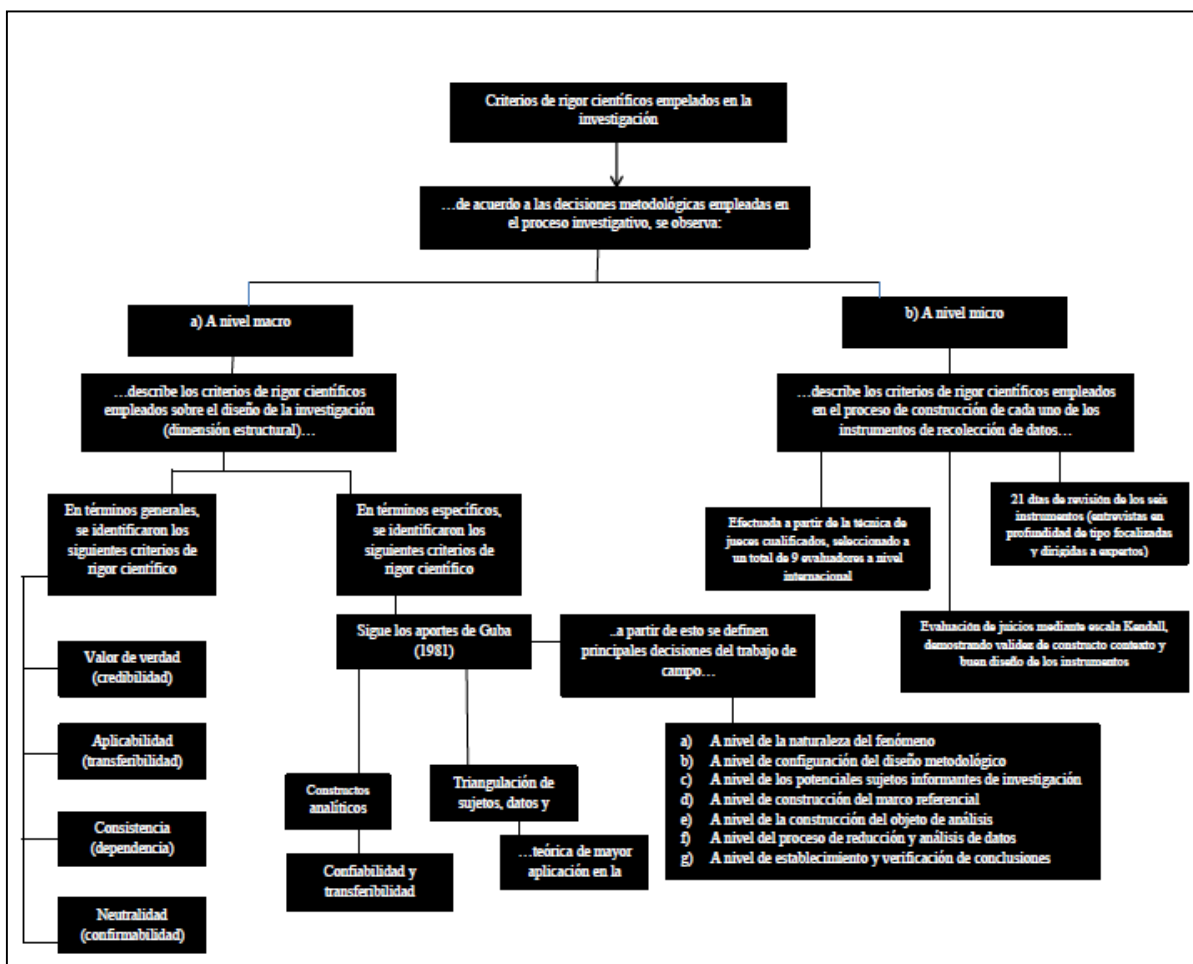 Criterios de rigor científicos empelados en la
investigación
…de acuerdo a las decisiones metodológicas empleadas en
el proceso investigativo, se observa:
a) A nivel macro
b) A nivel micro
…describe los criterios de rigor científicos
empleados sobre el diseño de la investigación
(dimensión estructural)…
…describe los criterios de rigor científicos empleados
en el proceso de construcción de cada uno de los
instrumentos de recolección de datos…
En términos generales,
se identificaron los
siguientes criterios de
rigor científico
En términos específicos,
se identificaron los
siguientes criterios de
rigor científico
Efectuada a partir de la técnica de
jueces cualificados, seleccionado a
un total de 9 evaluadores a nivel
internacional
21 días de revisión de los seis
instrumentos (entrevistas en
profundidad de tipo focalizadas
y dirigidas a expertos)
Sigue los aportes de Guba
(1981)
..a partir de esto se definen
principales decisiones del trabajo de
campo…
Evaluación de juicios mediante escala Kendall,
demostrando validez de constructo contexto y
buen diseño de los instrumentos
Valor de verdad
(credibilidad)
Aplicabilidad
(transferibilidad)
Consistencia
(dependencia)
Neutralidad
(confirmabilidad)
Constructos
analíticos
Confiabilidad y
transferibilidad
Triangulación de
sujetos, datos y
…teórica de mayor
aplicación en la
a) A nivel de la naturaleza del fenómeno
b) A nivel de configuración del diseño metodológico
c) A nivel de los potenciales sujetos informantes de investigación
d) A nivel de construcción del marco referencial
e) A nivel de la construcción del objeto de análisis
f) A nivel del proceso de reducción y análisis de datos
g) A nivel de establecimiento y verificación de conclusiones